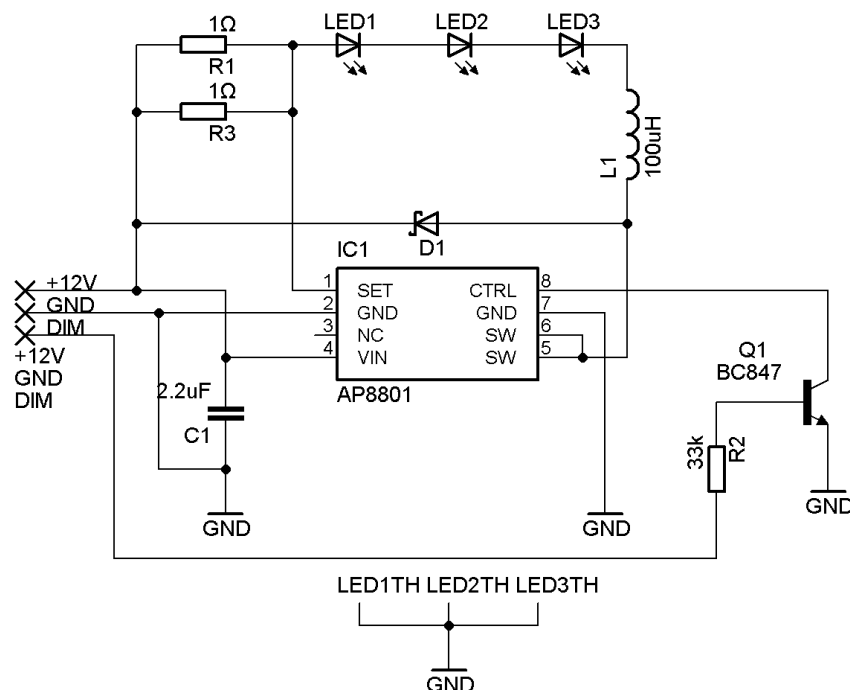 1Ω
R1
1Ω
R3
LED1
LED2
LED3
L1
100uH
D1
IC1
1
2
3
4
SET
GND
NC
VIN
CTRL
GND
SW
SW
8
7
6
5
AP8801
+12V
GND
DIM
+12V
GND
DIM
2.2uF
C1
GND
GND
Q1
BC847
33k
R2
GND
LED1TH LED2TH LED3TH
GND